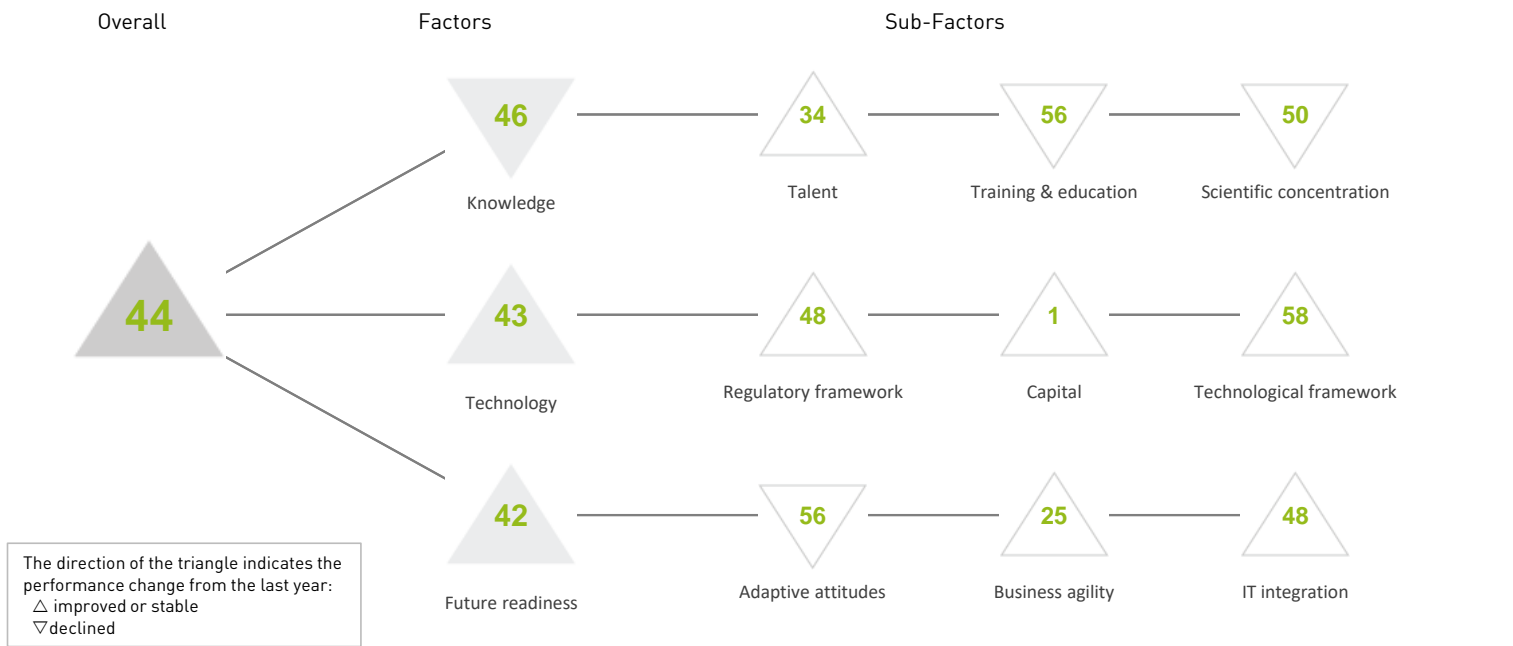 Overall Factors Sub-Factors
46 34 56 50
Knowledge Talent Training & education Scientific concentration
44 43 48 1 58
Technology Regulatory framework Capital Technological framework
42 56 25 48
Future readiness Adaptive attitudes Business agility IT integration
The direction of the triangle indicates the
performance change from the last year:
△ improved or stable
▽declined